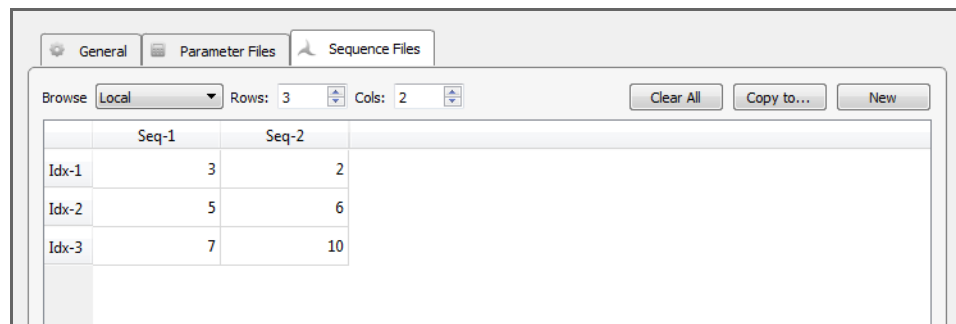 General Parameter Files Sequence Files
Browse Local Rows: 3 Cols: 2 Clear All Copy to... New
Seq-1 Seq-2
Idx-1 3 2
Idx-2 5 6
Idx-3 7 10